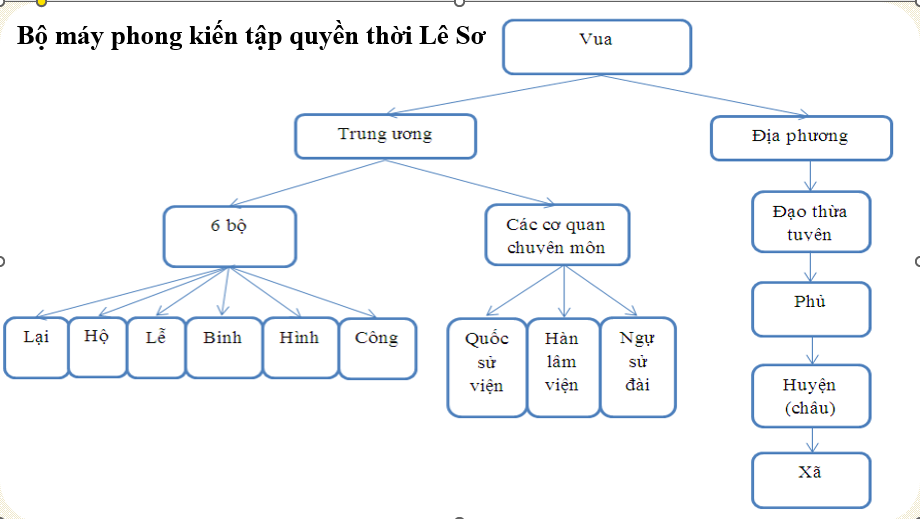 Bộ máy phong kiến tập quyền thời Lê Sơ
Vua
Trung ương
Địa phương
6 bộ
Các cơ quan
chuyên môn
Đạo thừa
tuyên
Lại
Hộ
Lễ
Binh
Hình
Công
Quốc
sử
viện
Hàn
lâm
viện
Ngự
sử
đài
Phủ
Huyện
(châu)
Xã